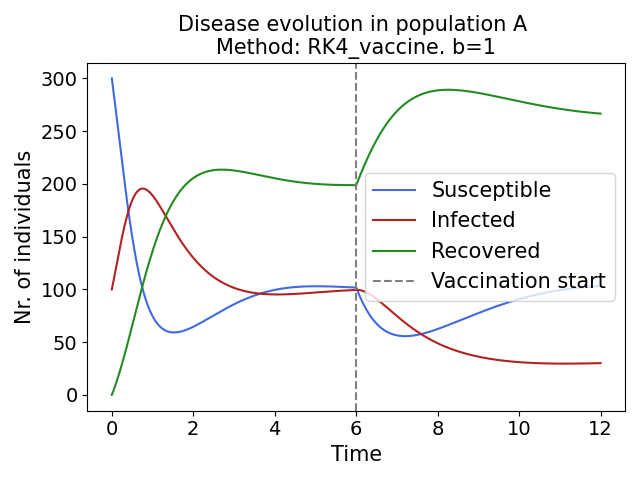 Disease evolution in population A
Method: RK4_vaccine. b=1
Nr. of individuals
300
250
200
150
100
50
0
Susceptible
Infected
Recovered
Vaccination start
0 2 4 6 8 10 12
Time